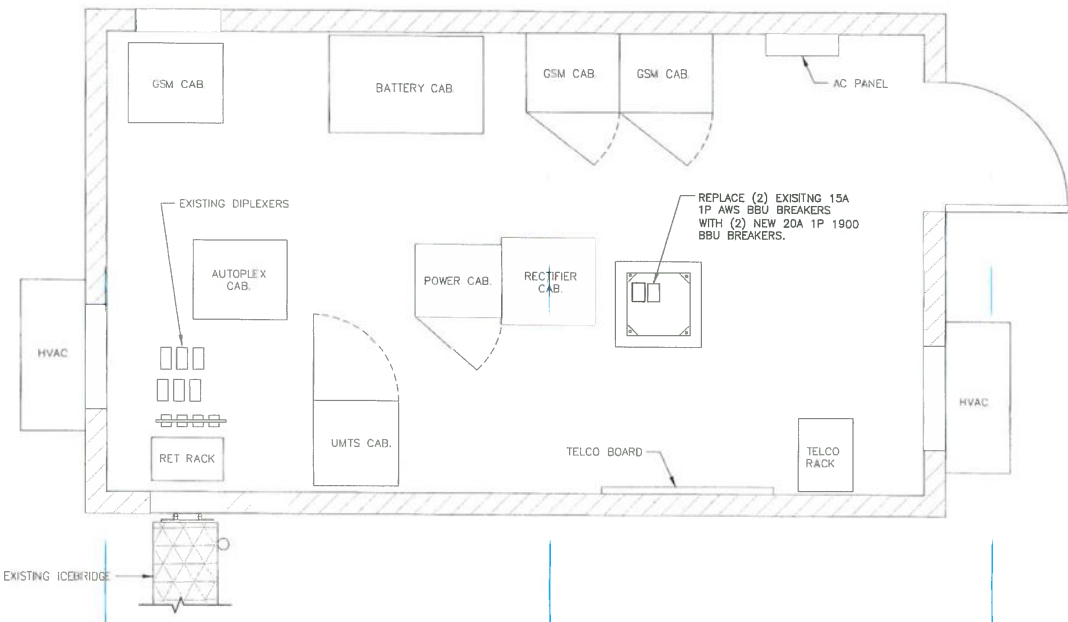 GSM CAB.
BATTERY CAB.
GSM CAB.
GSM CAB.
AC PANEL
EXISTING DIPLEXERS
REPLACE (2) EXISITNG 15A
1P AWS BBU BREAKERS
WITH (2) NEW 20A 1P 1900
BBU BREAKERS.
AUTOPLEX
CAB.
POWER CAB.
RECTIFIER
CAB.
HVAC
HVAC
UMTS CAB.
RET RACK
TELCO BOARD
TELCO
RACK
EXISTING ICEBRIDGE